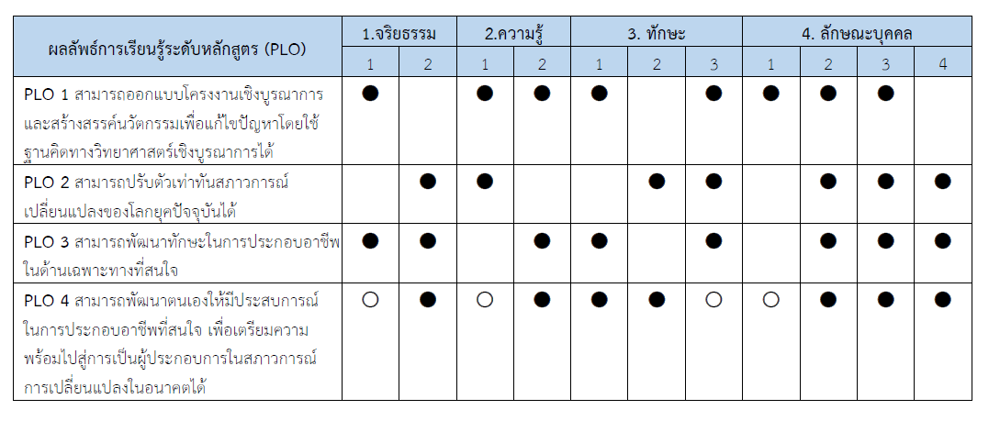 ผลลัพธ์การเรียนรู้ระดับหลักสูตร (PLO) 1.จริยธรรม 2.ความรู้ 3. ทักษะ 4. ลักษณะบุคคล
1 2 1 2 1 2 3 1 2 3 4
PLO 1 สามารถออกแบบโครงงานเชิงบูรณาการ ● ● ● ● ● ● ● ●
และสร้างสรรค์นวัตกรรมเพื่อแก้ไขปัญหาโดยใช้
ฐานคิดทางวิทยาศาสตร์เชิงบูรณาการได้
PLO 2 สามารถปรับตัวเท่าทันสภาวการณ์ ● ● ● ● ● ● ●
เปลี่ยนแปลงของโลกยุคปัจจุบันได้
PLO 3 สามารถพัฒนาทักษะในการประกอบอาชีพ ● ● ● ● ● ● ● ●
ในด้านเฉพาะทางที่สนใจ
PLO 4 สามารถพัฒนาตนเองให้มีประสบการณ์ ○ ● ○ ● ● ● ○ ○ ● ● ●
ในการประกอบอาชีพที่สนใจ เพื่อเตรียมความ
พร้อมไปสู่การเป็นผู้ประกอบการในสภาวการณ์
การเปลี่ยนแปลงในอนาคตได้